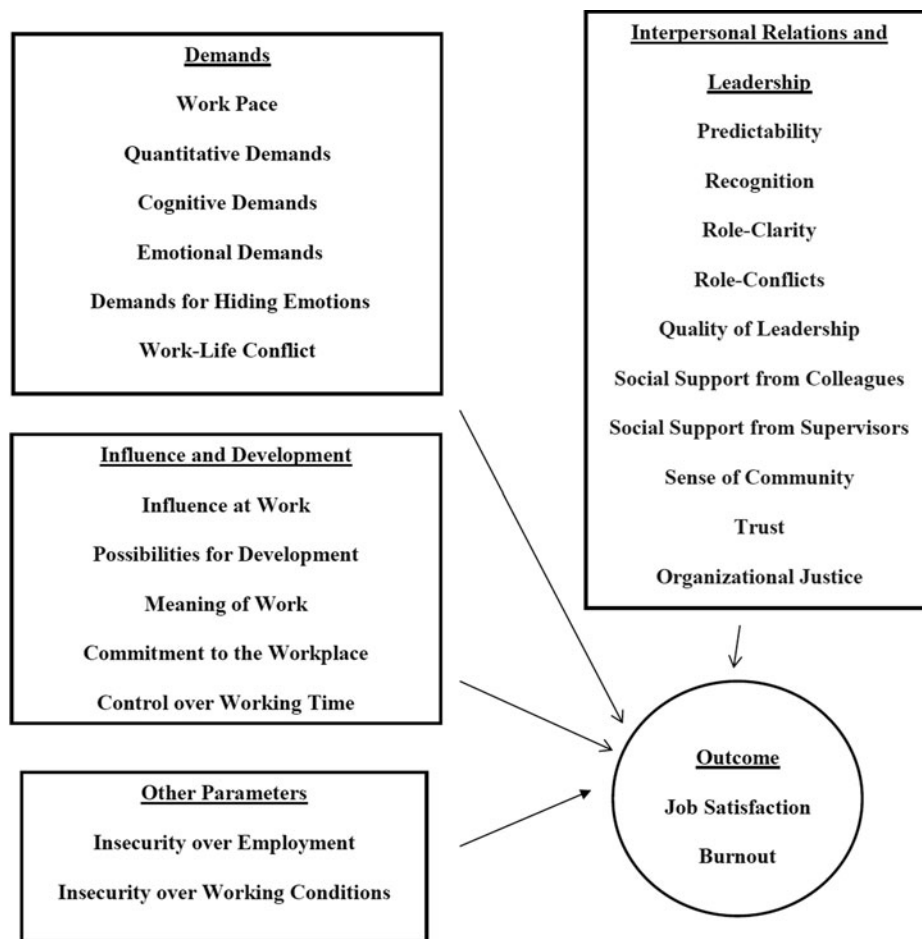 Demands
Work Pace
Quantitative Demands
Cognitive Demands
Emotional Demands
Demands for Hiding Emotions
Work-Life Conflict
Influence and Development
Influence at Work
Possibilities for Development
Meaning of Work
Commitment to the Workplace
Control over Working Time
Other Parameters
Insecurity over Employment
Insecurity over Working Conditions
Interpersonal Relations and
Leadership
Predictability
Recognition
Role-Clarity
Role-Conflicts
Quality of Leadership
Social Support from Colleagues
Social Support from Supervisors
Sense of Community
Trust
Organizational Justice
Outcome
Job Satisfaction
Burnout